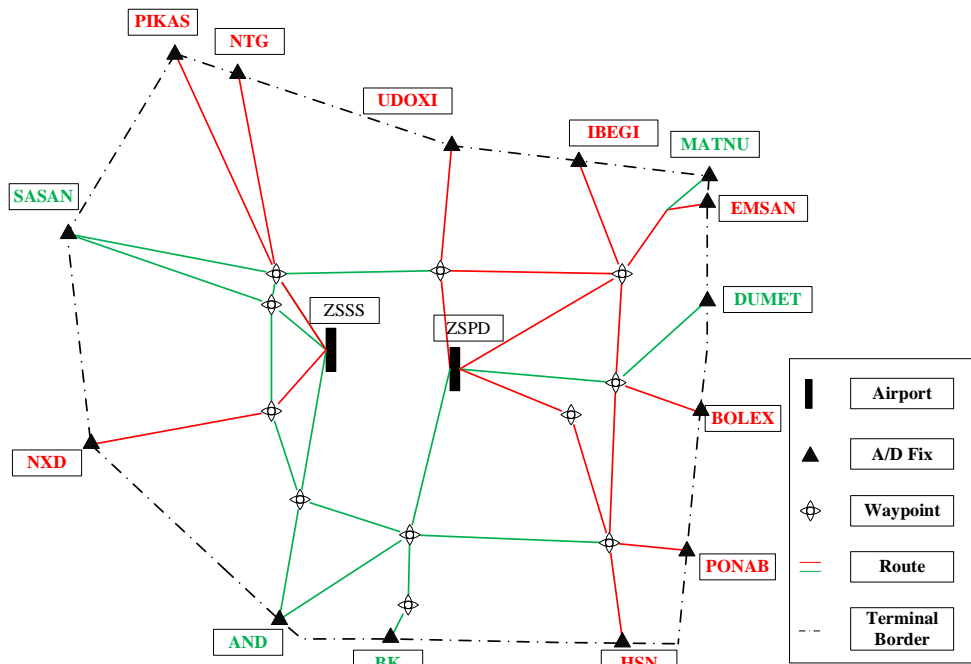 PIKAS
NTG
UDOXI
IBEGI
MATNU
SASAN
EMSAN
ZSSS
DUMET
ZSPD
Airport
BOLEX
A/D Fix
NXD
Waypoint
PONAB
Route
Terminal
Border
AND
BK
HSN